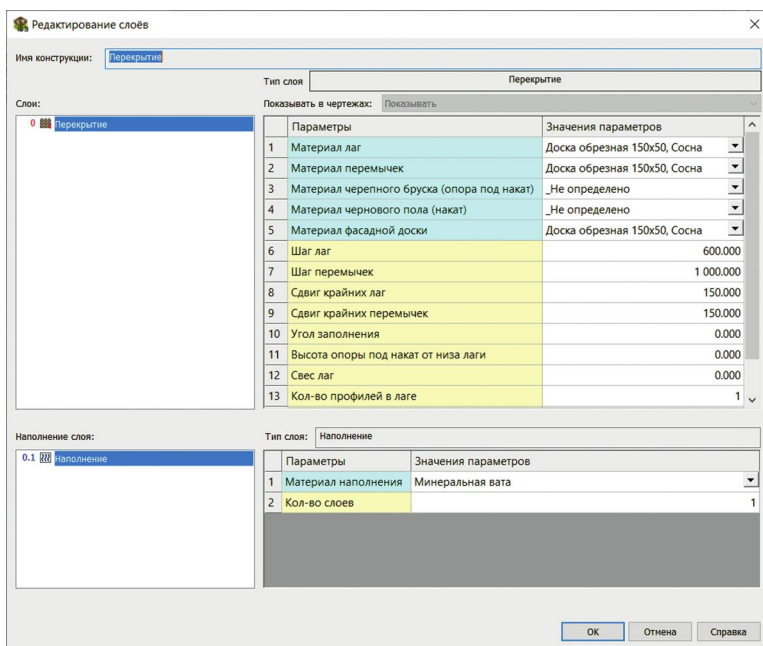 Редактирование слоёв
Имя конструкции: Перекрытие
Тип слоя Перекрытие
Слои: Показывать в чертежах: Показывать
0 Перекрытие
Параметры Значения параметров
1 Материал лаг Доска обрезная 150x50, Сосна
2 Материал перемычек Доска обрезная 150x50, Сосна
3 Материал черепного бруска (опора под накат) _Не определено
4 Материал чернового пола (накат) _Не определено
5 Материал фасадной доски Доска обрезная 150x50, Сосна
6 Шаг лаг 600.000
7 Шаг перемычек 1 000.000
8 Сдвиг крайних лаг 150.000
9 Сдвиг крайних перемычек 150.000
10 Угол заполнения 0.000
11 Высота опоры под накат от низа лаги 0.000
12 Свес лаг 0.000
13 Кол-во профилей в лаге 1
Наполнение слоя: Тип слоя: Наполнение
0.1 Наполнение
Параметры Значения параметров
1 Материал наполнения Минеральная вата
2 Кол-во слоев 1
ОК Отмена Справка